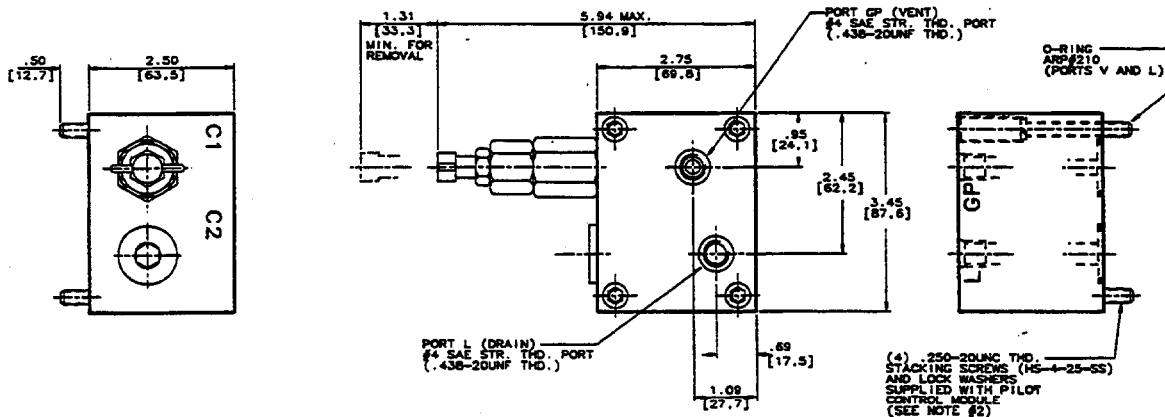 .50
[12.7]
2.50
[63.5]
C1
C2
1.31
[33.3]
MIN. FOR
REMOVAL
5.94 MAX.
[150.9]
2.75
[69.8]
PORT GP (VENT)
#4 SAE STR. THD. PORT
(.438-20UNF THD.)
.95
[24.1]
2.45
[62.2]
3.45
[87.6]
PORT L (DRAIN)
#4 SAE STR. THD. PORT
(.438-20UNF THD.)
.69
[17.5]
1.09
[27.7]
O-RING
ARP#210
(PORTS V AND L)
GP
L
(4) .250-20UNC THD.
STACKING SCREWS (HS-4-25-SS)
AND LOCK WASHERS
SUPPLIED WITH PILOT
CONTROL MODULE
(SEE NOTE #2)